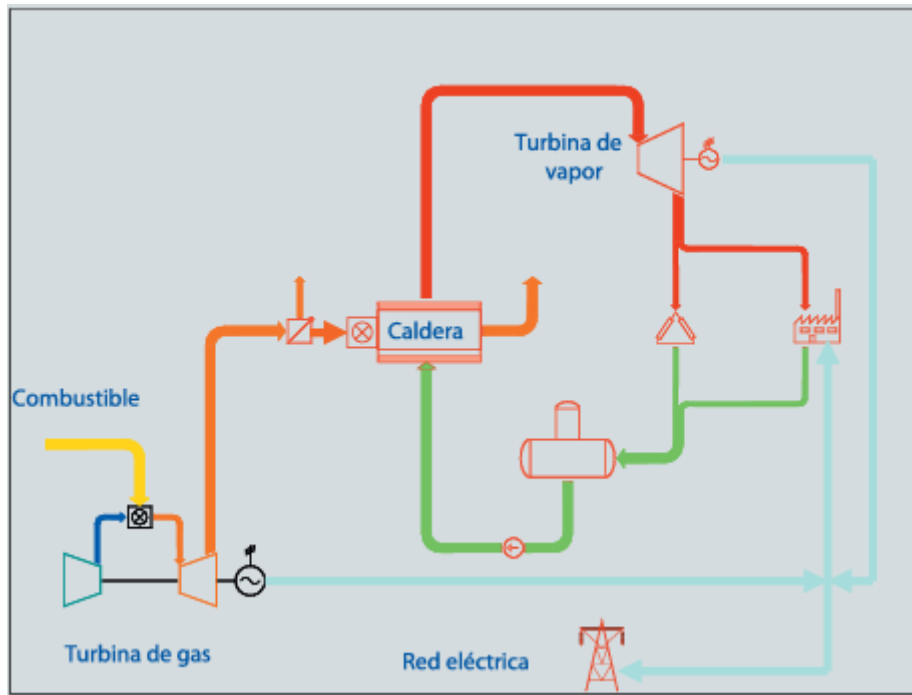 Turbina de
vapor
Caldera
Combustible
Turbina de gas
Red eléctrica